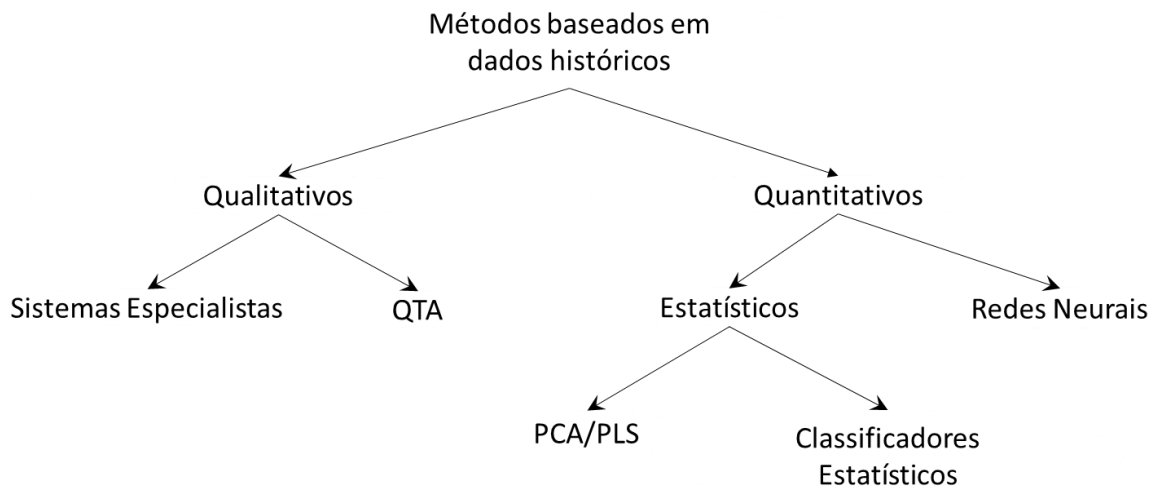 Métodos baseados em
dados históricos
Qualitativos
Quantitativos
Sistemas Especialistas
QTA
Estatísticos
Redes Neurais
PCA/PLS
Classificadores
Estatísticos